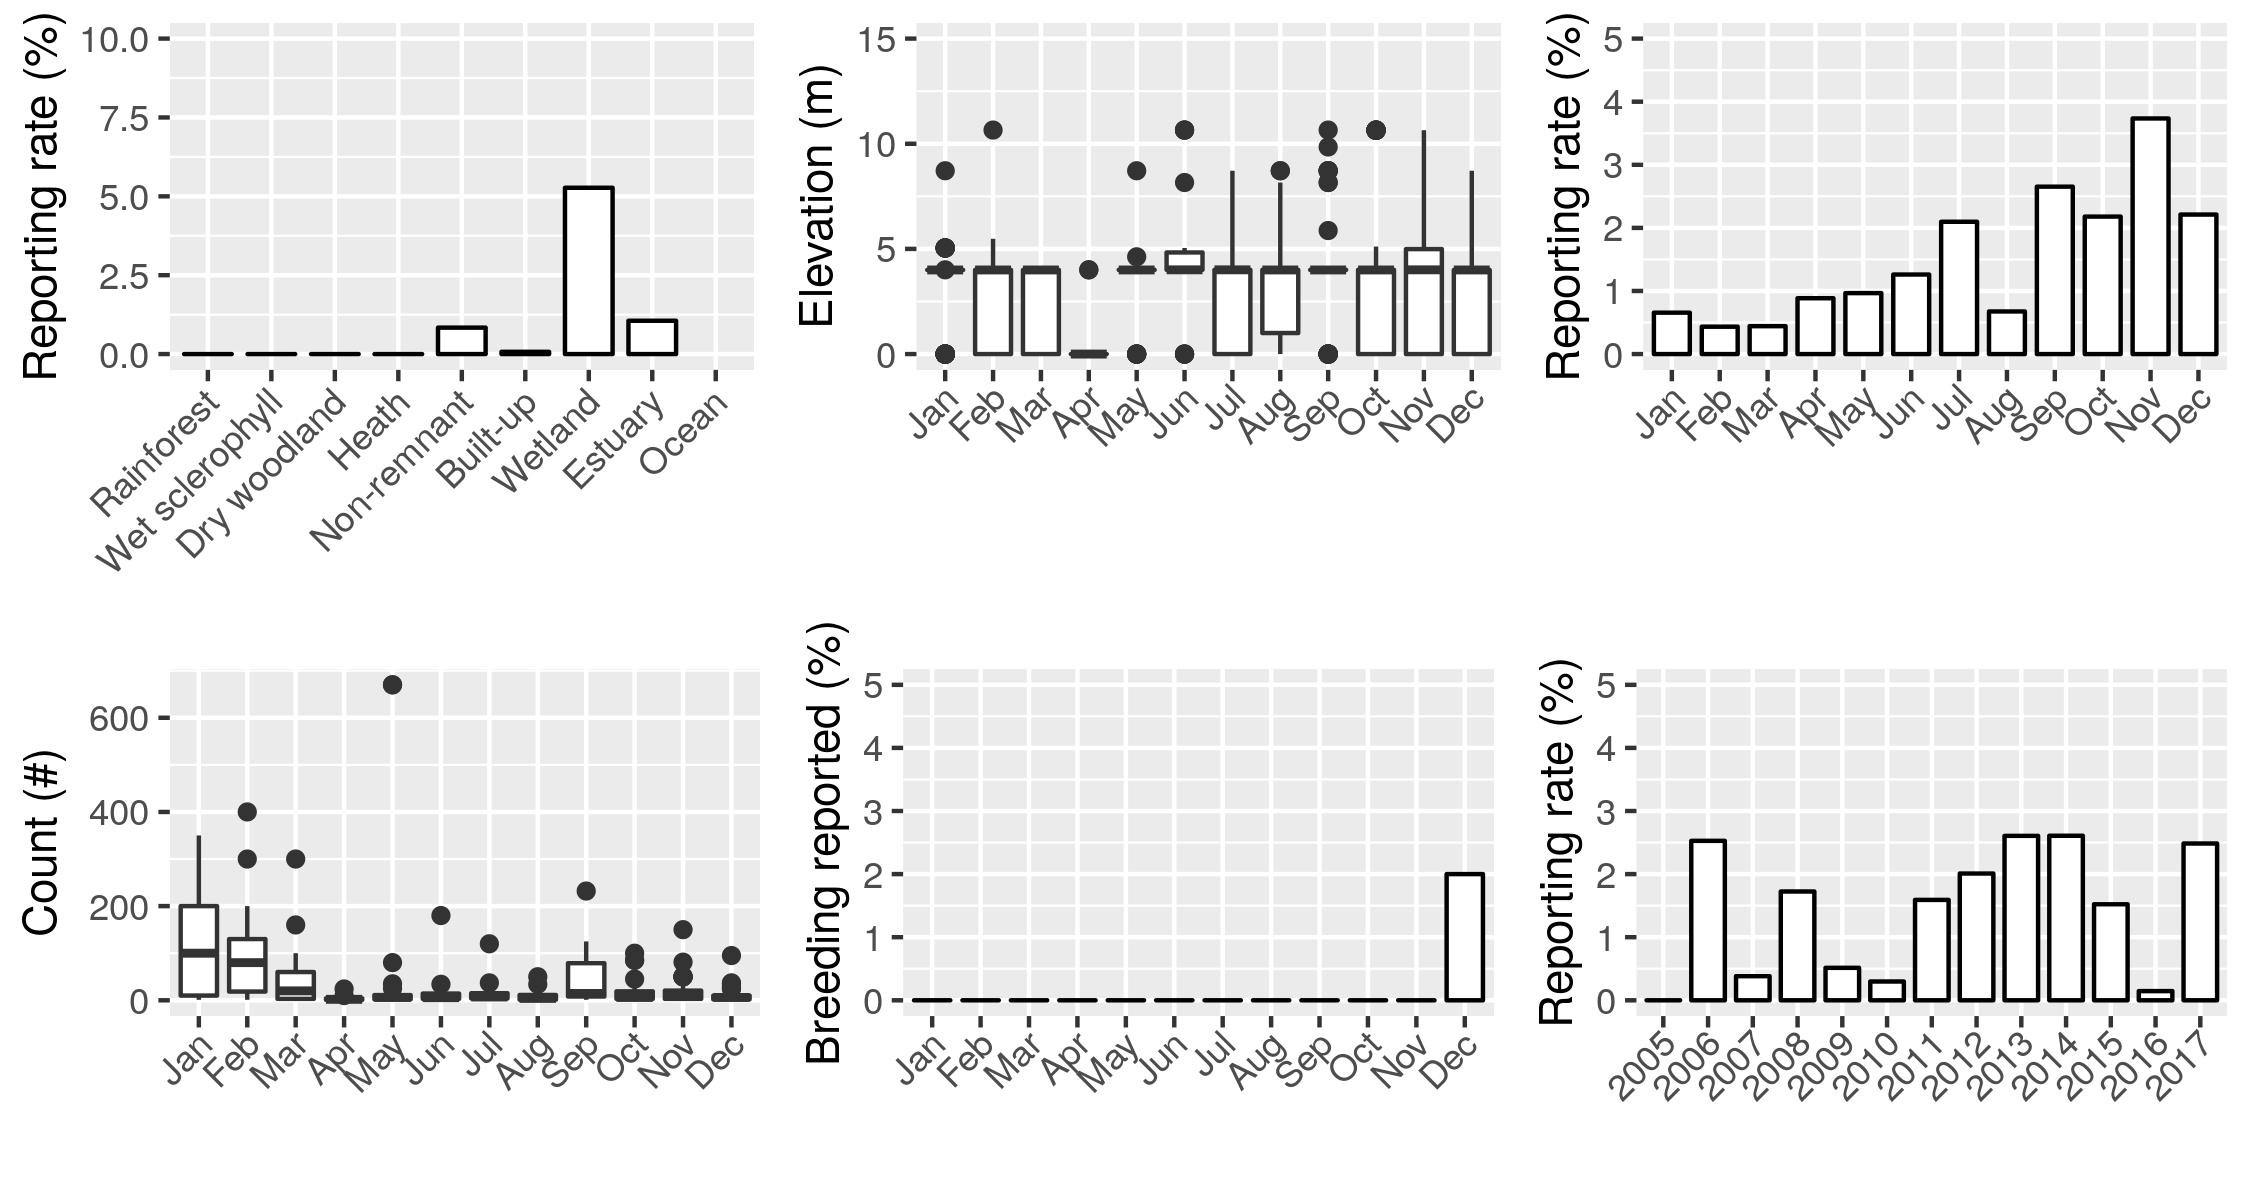 Reporting rate (%)
10.0
7.5
5.0
2.5
0.0
Rainforest
Wet sclerophyll
Dry woodland
Heath
Non-remnant
Built-up
Wetland
Estuary
Ocean
Elevation (m)
15
10
5
0
Jan
Feb
Mar
Apr
May
Jun
Jul
Aug
Sep
Oct
Nov
Dec
Reporting rate (%)
5
4
3
2
1
0
Jan
Feb
Mar
Apr
May
Jun
Jul
Aug
Sep
Oct
Nov
Dec
Count (#)
600
400
200
0
Jan
Feb
Mar
Apr
May
Jun
Jul
Aug
Sep
Oct
Nov
Dec
Breeding reported (%)
5
4
3
2
1
0
Jan
Feb
Mar
Apr
May
Jun
Jul
Aug
Sep
Oct
Nov
Dec
Reporting rate (%)
5
4
3
2
1
0
2005
2006
2007
2008
2009
2010
2011
2012
2013
2014
2015
2016
2017